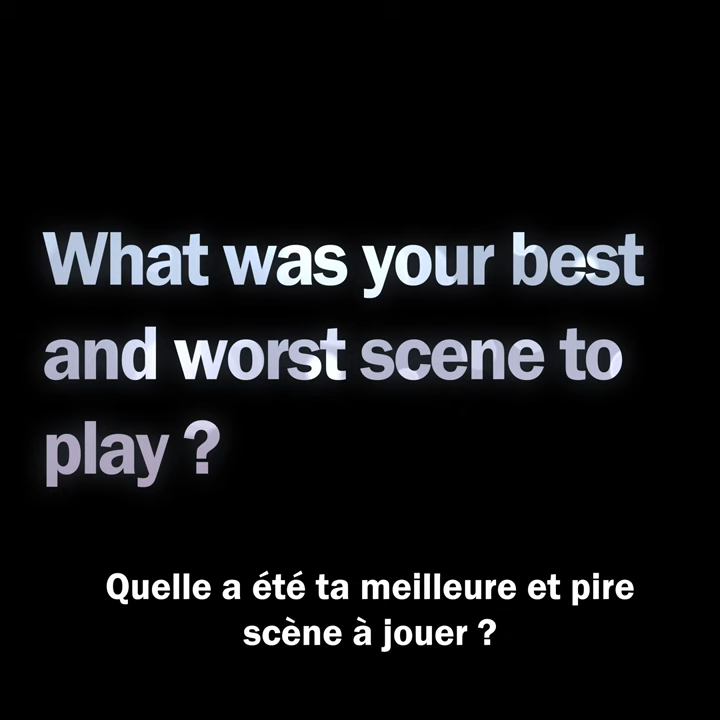 What was your best
and worst scene to
play ?
Quelle a été ta meilleure et pire
scène à jouer ?